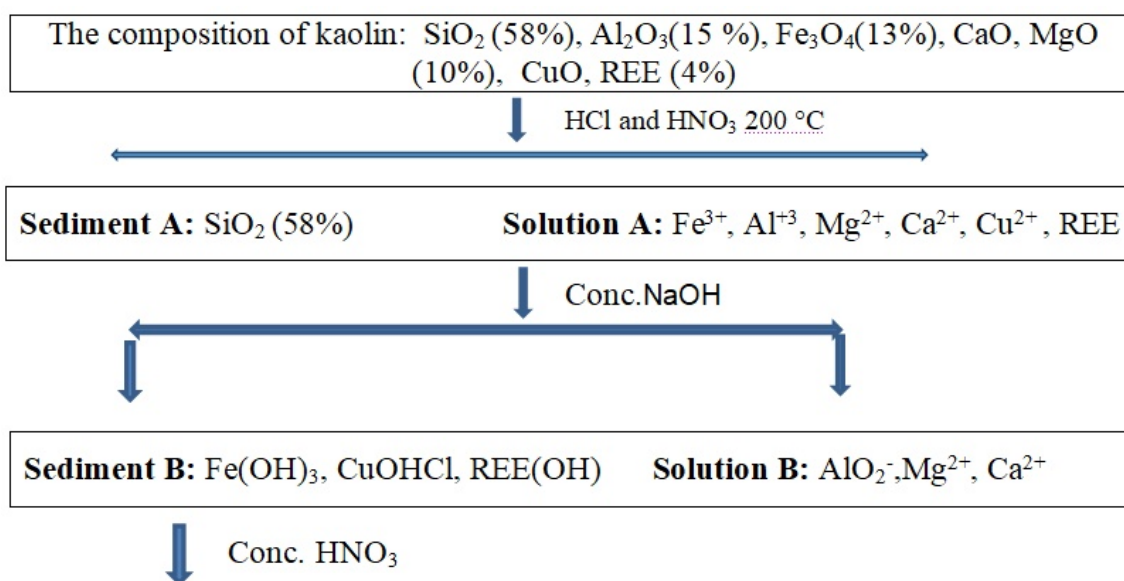 The composition of kaolin: SiO₂ (58%), Al₂O₃(15 %), Fe₃O₄(13%), CaO, MgO
(10%), CuO, REE (4%)
HCl and HNO₃ 200 °C
Sediment A: SiO₂ (58%) Solution A: Fe³⁺, Al⁺³, Mg²⁺, Ca²⁺, Cu²⁺ , REE
Conc.NaOH
Sediment B: Fe(OH)₃, CuOHCl, REE(OH) Solution B: AlO₂⁻,Mg²⁺, Ca²⁺
Conc. HNO₃